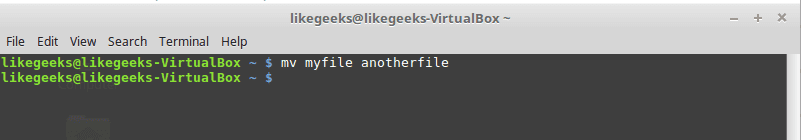 likegeeks@likegeeks-VirtualBox ~
File Edit View Search Terminal Help
likegeeks@likegeeks-VirtualBox ~ $ mv myfile anotherfile
likegeeks@likegeeks-VirtualBox ~ $